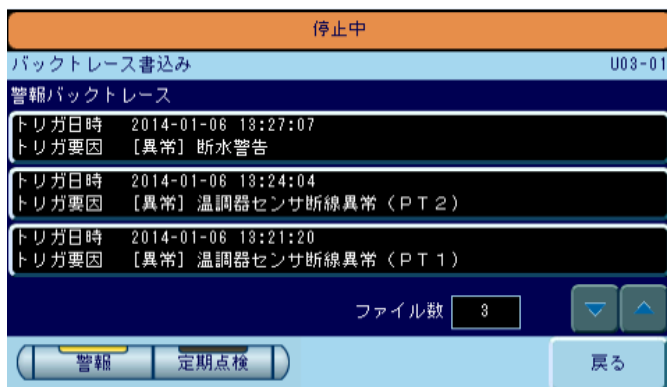 停止中
バックトレース書込み U03-01
警報バックトレース
トリガ日時 2014-01-06 13:27:07
トリガ要因 [異常] 断水警告
トリガ日時 2014-01-06 13:24:04
トリガ要因 [異常] 温調器センサ断線異常(PT2)
トリガ日時 2014-01-06 13:21:20
トリガ要因 [異常] 温調器センサ断線異常(PT1)
ファイル数 3
警報 定期点検 戻る